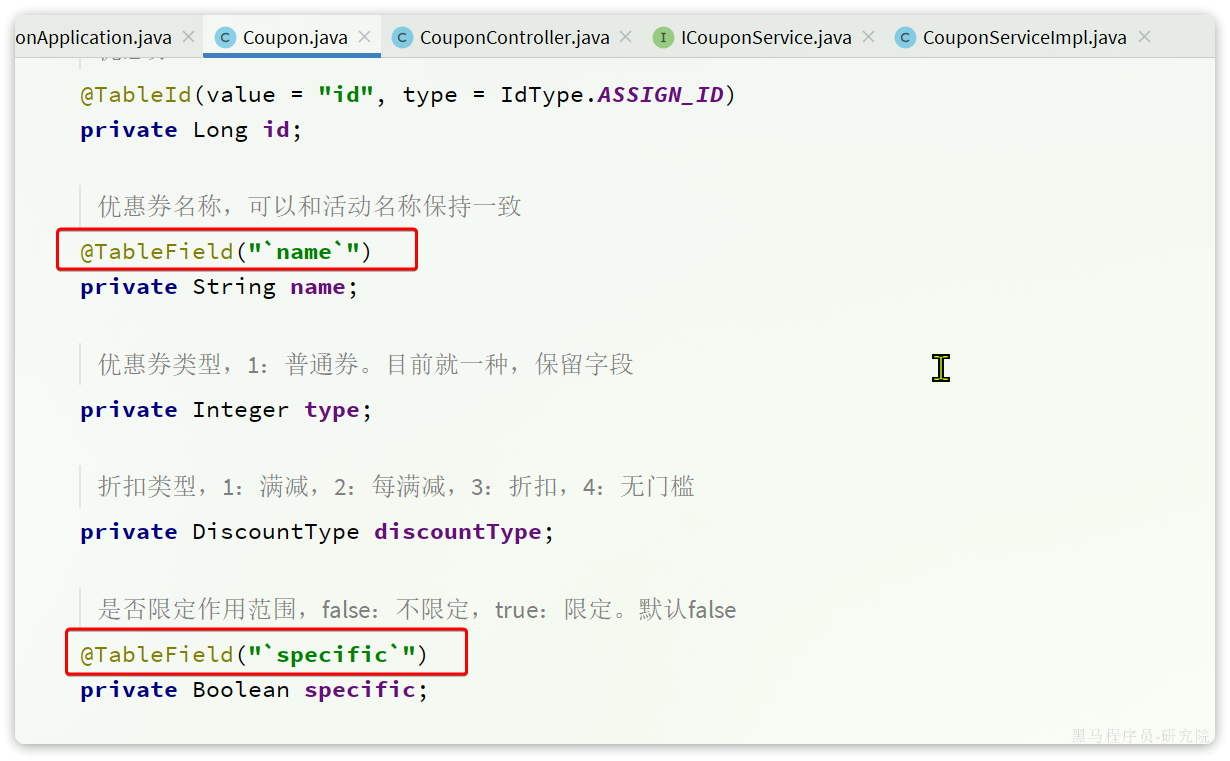 onApplication.java
Coupon.java
CouponController.java
ICouponService.java
CouponServiceImpl.java
@TableId(value = "id", type = IdType.ASSIGN_ID)
private Long id;
优惠券名称，可以和活动名称保持一致
@TableField("`name`")
private String name;
优惠券类型，1：普通券。目前就一种，保留字段
private Integer type;
折扣类型，1：满减，2：每满减，3：折扣，4：无门槛
private DiscountType discountType;
是否限定作用范围，false：不限定，true：限定。默认false
@TableField("`specific`")
private Boolean specific;
黑马程序员-研究院